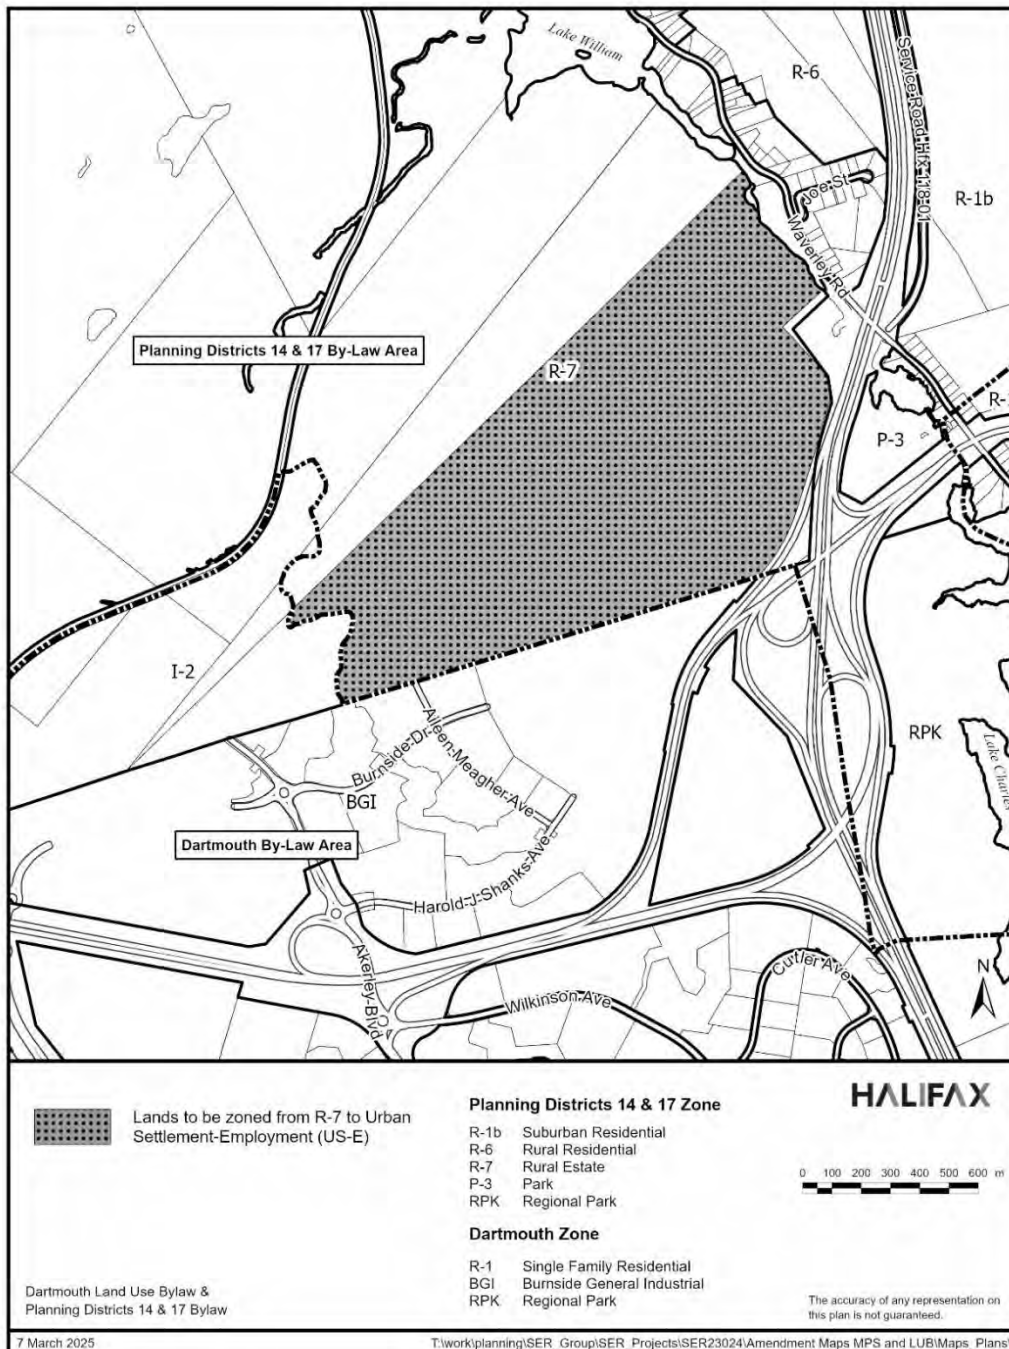 Lake William
R-6
Service Road HX 118-01
Joe St
R-1b
Waverley Rd
Planning Districts 14 & 17 By-Law Area
R-7
R-1
P-3
I-2
RPK
Lake Charles
Aileen-Meagher-Ave
Burnside-Dr
BGI
Dartmouth By-Law Area
Harold-J-Shanks-Ave
Akerley-Blvd
Cutler Ave
Wilkinson Ave
N
Lands to be zoned from R-7 to Urban
Settlement-Employment (US-E)
Planning Districts 14 & 17 Zone
R-1b Suburban Residential
R-6 Rural Residential
R-7 Rural Estate
P-3 Park
RPK Regional Park
Dartmouth Zone
R-1 Single Family Residential
BGI Burnside General Industrial
RPK Regional Park
HALIFAX
0 100 200 300 400 500 600 m
Dartmouth Land Use Bylaw &
Planning Districts 14 & 17 Bylaw
The accuracy of any representation on
this plan is not guaranteed.
7 March 2025
T:\work\planning\SER_Group\SER_Projects\SER23024\Amendment Maps MPS and LUB\Maps_Plans\